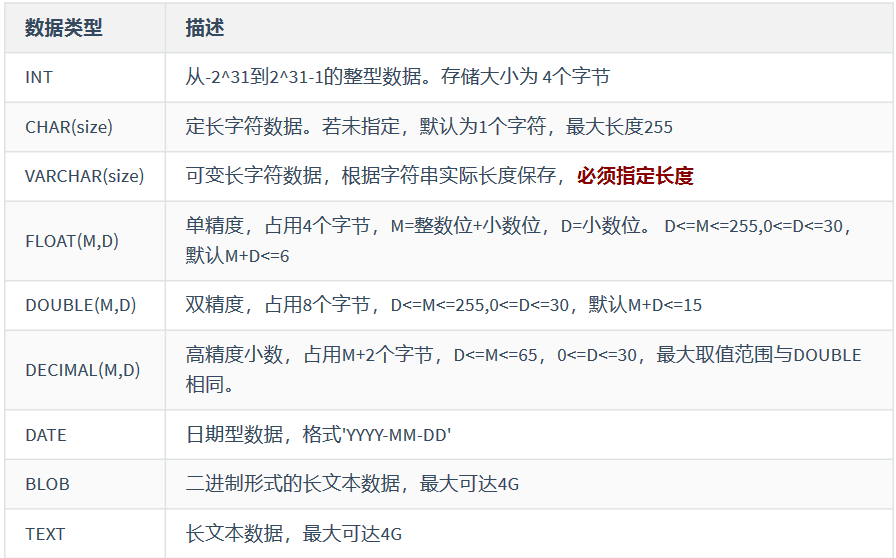 数据类型 描述
INT 从-2^31到2^31-1的整型数据。存储大小为 4个字节
CHAR(size) 定长字符数据。若未指定，默认为1个字符，最大长度255
VARCHAR(size) 可变长字符数据，根据字符串实际长度保存，必须指定长度
FLOAT(M,D) 单精度，占用4个字节，M=整数位+小数位，D=小数位。 D<=M<=255,0<=D<=30，
默认M+D<=6
DOUBLE(M,D) 双精度，占用8个字节，D<=M<=255,0<=D<=30，默认M+D<=15
DECIMAL(M,D) 高精度小数，占用M+2个字节，D<=M<=65，0<=D<=30，最大取值范围与DOUBLE
相同。
DATE 日期型数据，格式'YYYY-MM-DD'
BLOB 二进制形式的长文本数据，最大可达4G
TEXT 长文本数据，最大可达4G